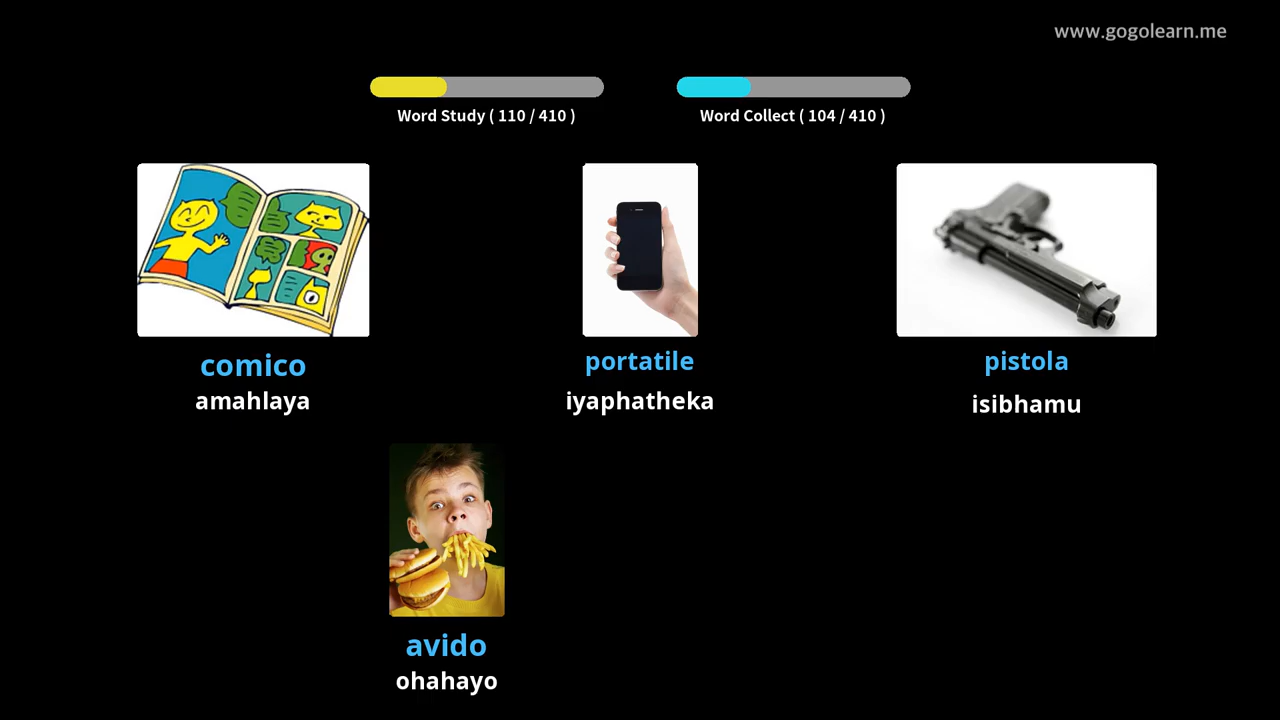 www.gogolearn.me
Word Study ( 110 / 410 )
Word Collect ( 104 / 410 )
comico
amahlaya
portatile
iyaphatheka
pistola
isibhamu
avido
ohahayo